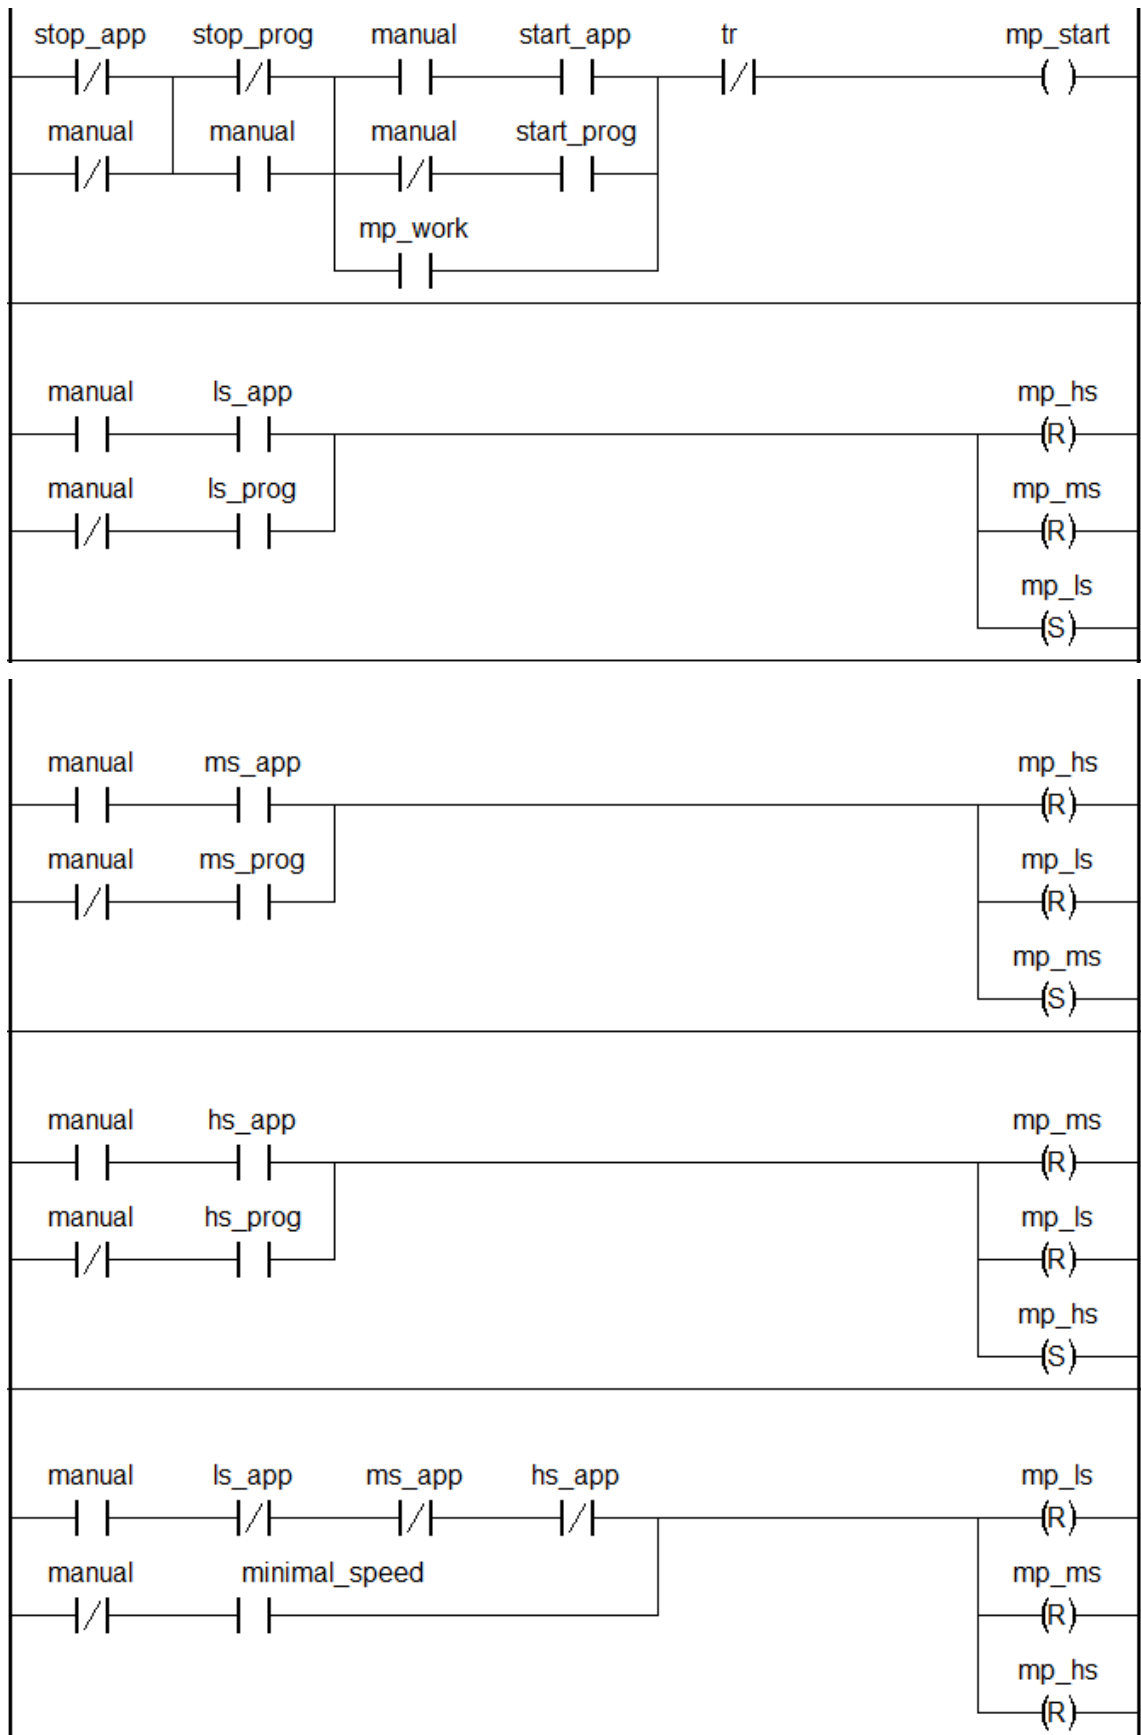 stop_app stop_prog manual start_app tr mp_start
manual manual manual start_prog
mp_work
manual ls_app mp_hs
(R)
manual ls_prog mp_ms
(R)
mp_ls
(S)
manual ms_app mp_hs
(R)
manual ms_prog mp_ls
(R)
mp_ms
(S)
manual hs_app mp_ms
(R)
manual hs_prog mp_ls
(R)
mp_hs
(S)
manual ls_app ms_app hs_app mp_ls
(R)
manual minimal_speed mp_ms
(R)
mp_hs
(R)